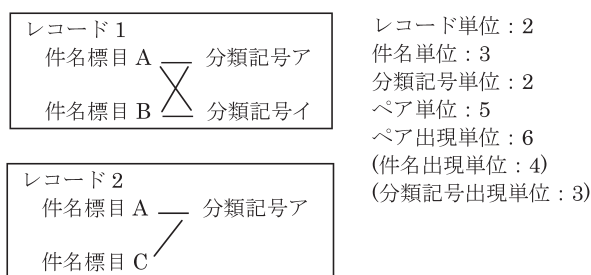 レコード 1
件名標目 A 分類記号ア
件名標目 B 分類記号イ
レコード 2
件名標目 A 分類記号ア
件名標目 C
レコード単位：2
件名単位：3
分類記号単位：2
ペア単位：5
ペア出現単位：6
(件名出現単位：4)
(分類記号出現単位：3)